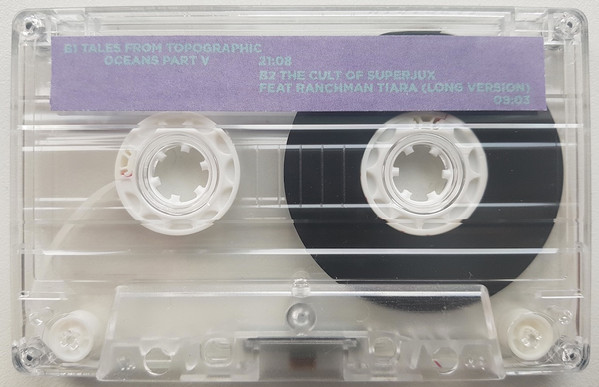 B1 TALES FROM TOPOGRAPHIC
OCEANS PART V 21:08
B2 THE CULT OF SUPERJUX
FEAT RANCHMAN TIARA (LONG VERSION)
09:03